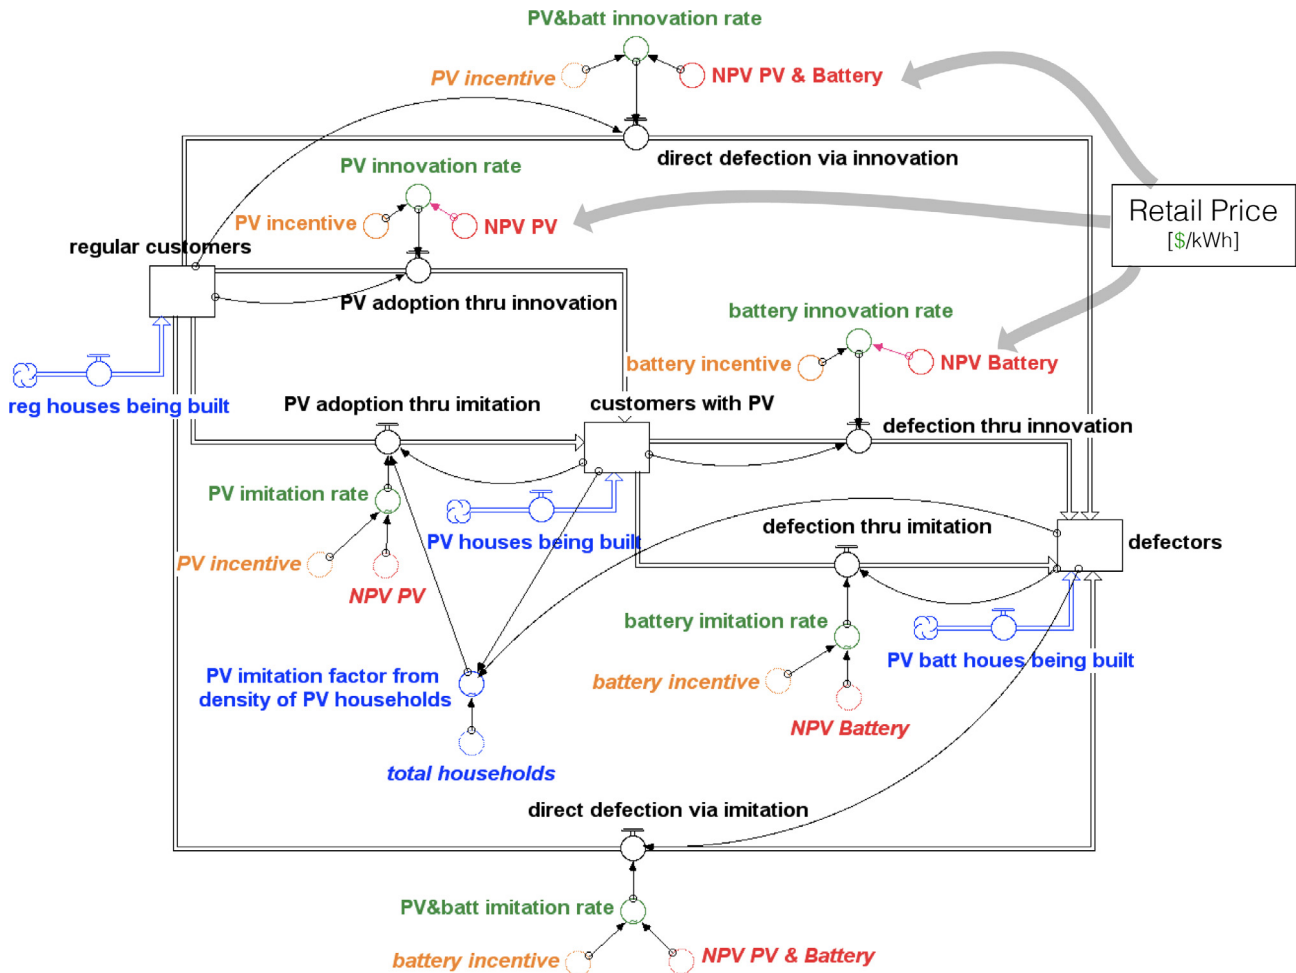 PV&batt innovation rate
PV incentive
NPV PV & Battery
direct defection via innovation
PV innovation rate
PV incentive
NPV PV
Retail Price
[$/kWh]
regular customers
PV adoption thru innovation
battery innovation rate
battery incentive
NPV Battery
reg houses being built
PV adoption thru imitation
customers with PV
defection thru innovation
PV imitation rate
PV houses being built
defection thru imitation
defectors
PV incentive
NPV PV
battery imitation rate
PV batt houes being built
PV imitation factor from
density of PV households
battery incentive
NPV Battery
total households
direct defection via imitation
PV&batt imitation rate
battery incentive
NPV PV & Battery